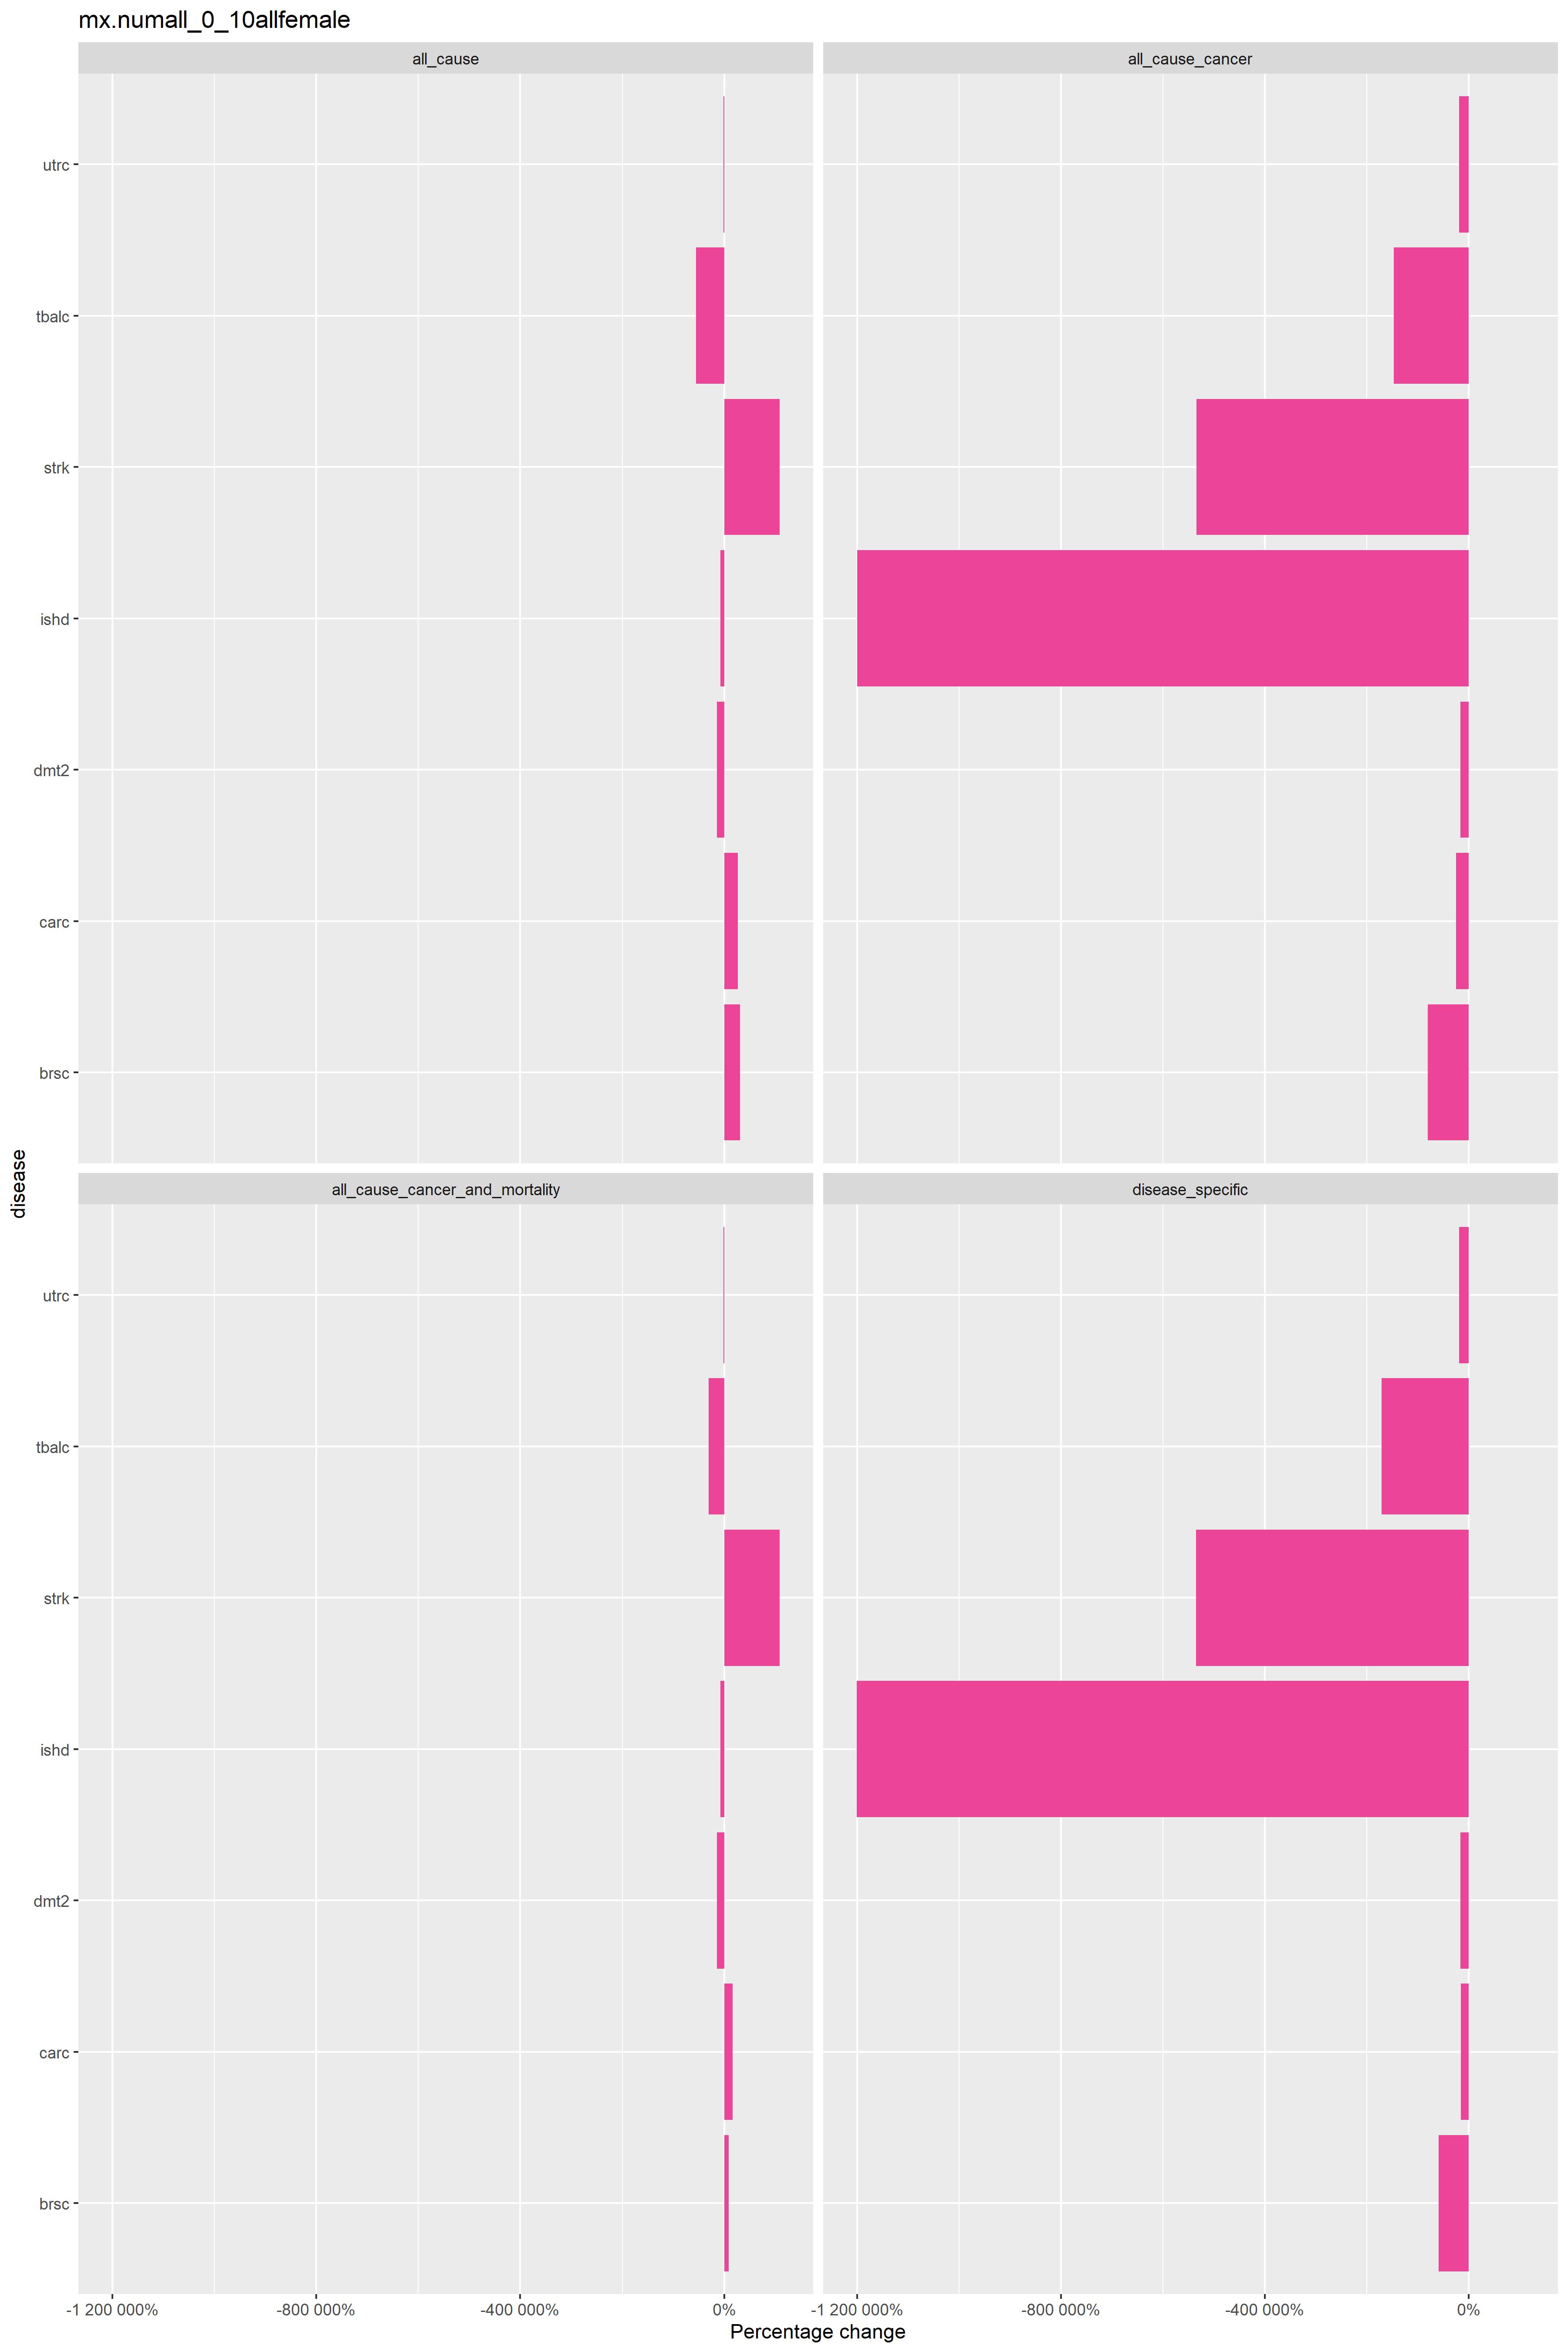 mx.numall_0_10allfemale
all_cause
all_cause_cancer
utrc
tbalc
strk
ishd
dmt2
carc
brsc
disease
all_cause_cancer_and_mortality
disease_specific
utrc
tbalc
strk
ishd
dmt2
carc
brsc
-1 200 000% -800 000% -400 000% 0% -1 200 000% -800 000% -400 000% 0%
Percentage change